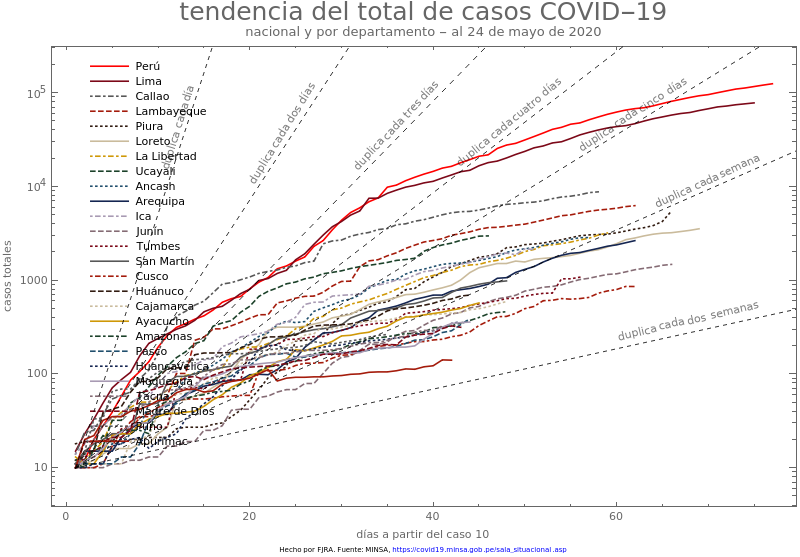 tendencia del total de casos COVID−19
nacional y por departamento − al 24 de mayo de 2020
casos totales
10^5
10^4
1000
100
10
Perú
Lima
Callao
Lambayeque
Piura
Loreto
La Libertad
Ucayali
Ancash
Arequipa
Ica
Junín
Tumbes
San Martín
Cusco
Huánuco
Cajamarca
Ayacucho
Amazonas
Pasco
Huancavelica
Moquegua
Tacna
Madre de Dios
Puno
Apurímac
duplica cada día
duplica cada dos días
duplica cada tres días
duplica cada cuatro días
duplica cada cinco días
duplica cada semana
duplica cada dos semanas
0 20 40 60
días a partir del caso 10
Hecho por FJRA. Fuente: MINSA, https://covid19.minsa.gob.pe/sala_situacional.asp